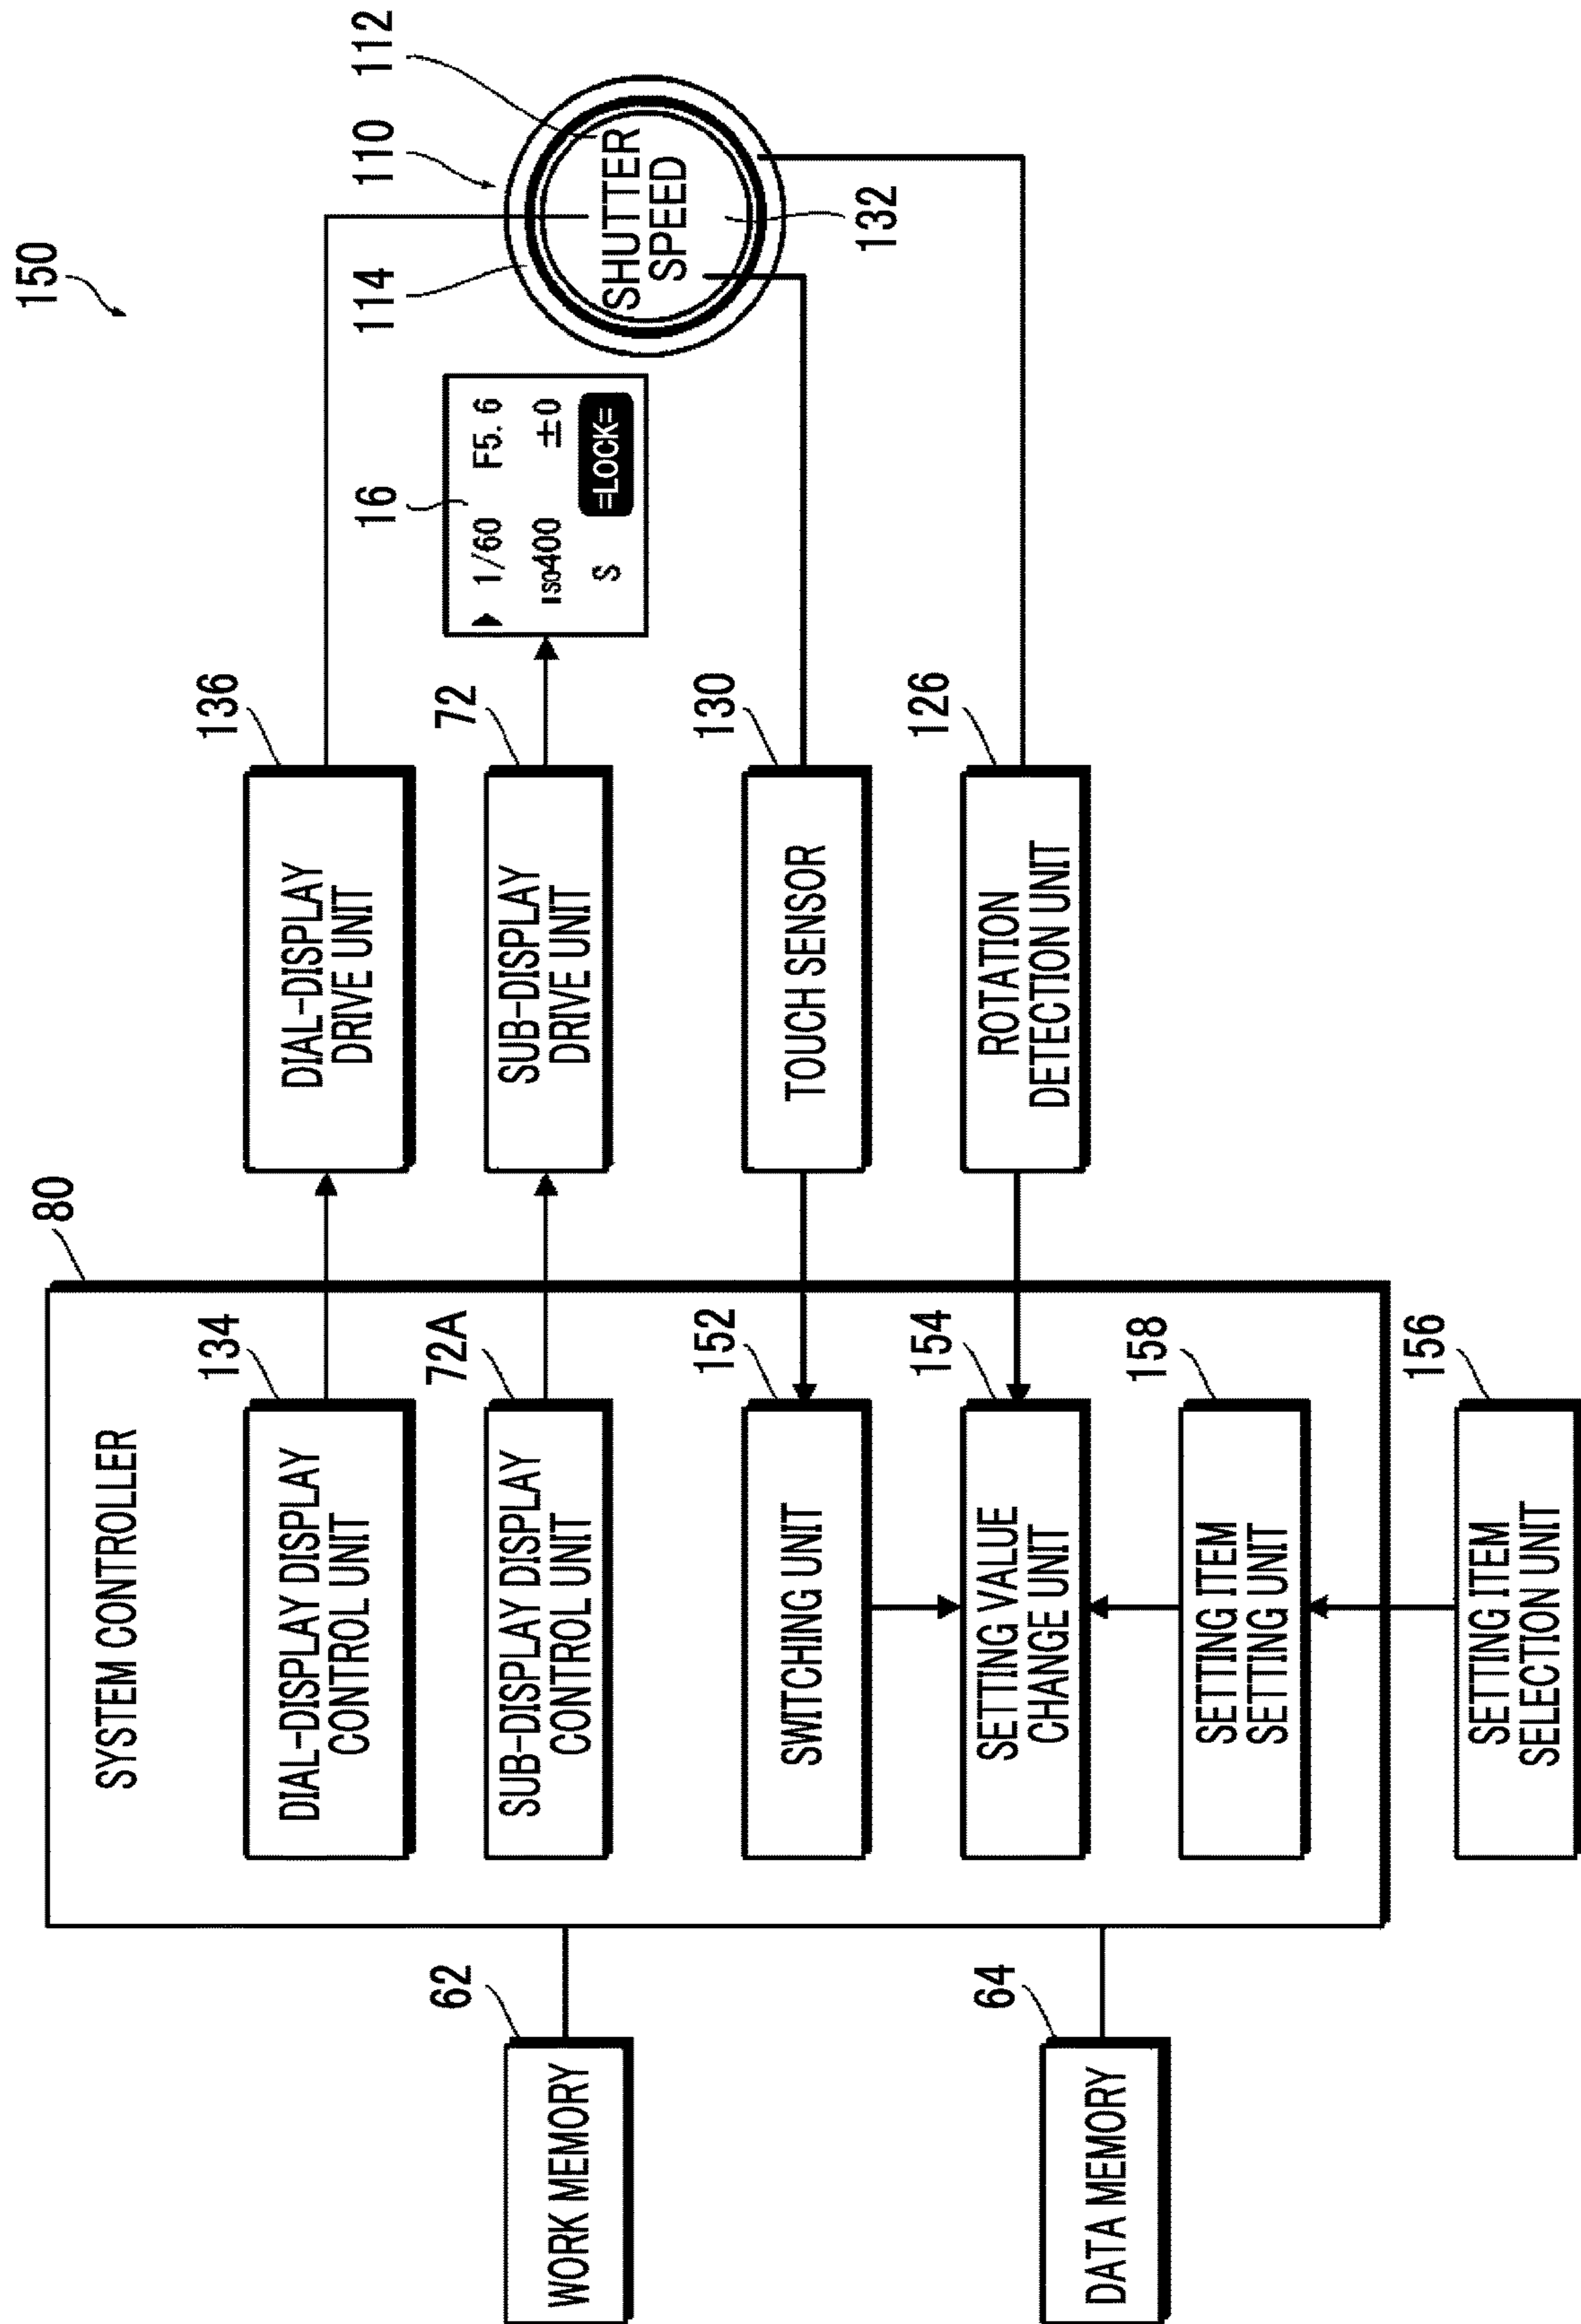 150
80
SYSTEM CONTROLLER
62
WORK MEMORY
64
DATA MEMORY
134
DIAL-DISPLAY DISPLAY
CONTROL UNIT
72A
SUB-DISPLAY DISPLAY
CONTROL UNIT
152
SWITCHING UNIT
154
SETTING VALUE
CHANGE UNIT
158
SETTING ITEM
SETTING UNIT
156
SETTING ITEM
SELECTION UNIT
136
DIAL-DISPLAY
DRIVE UNIT
72
SUB-DISPLAY
DRIVE UNIT
130
TOUCH SENSOR
126
ROTATION
DETECTION UNIT
16
▶ 1/60 F5.6
ISO400 ±0
S =LOCK=
114
110
112
SHUTTER
SPEED
132